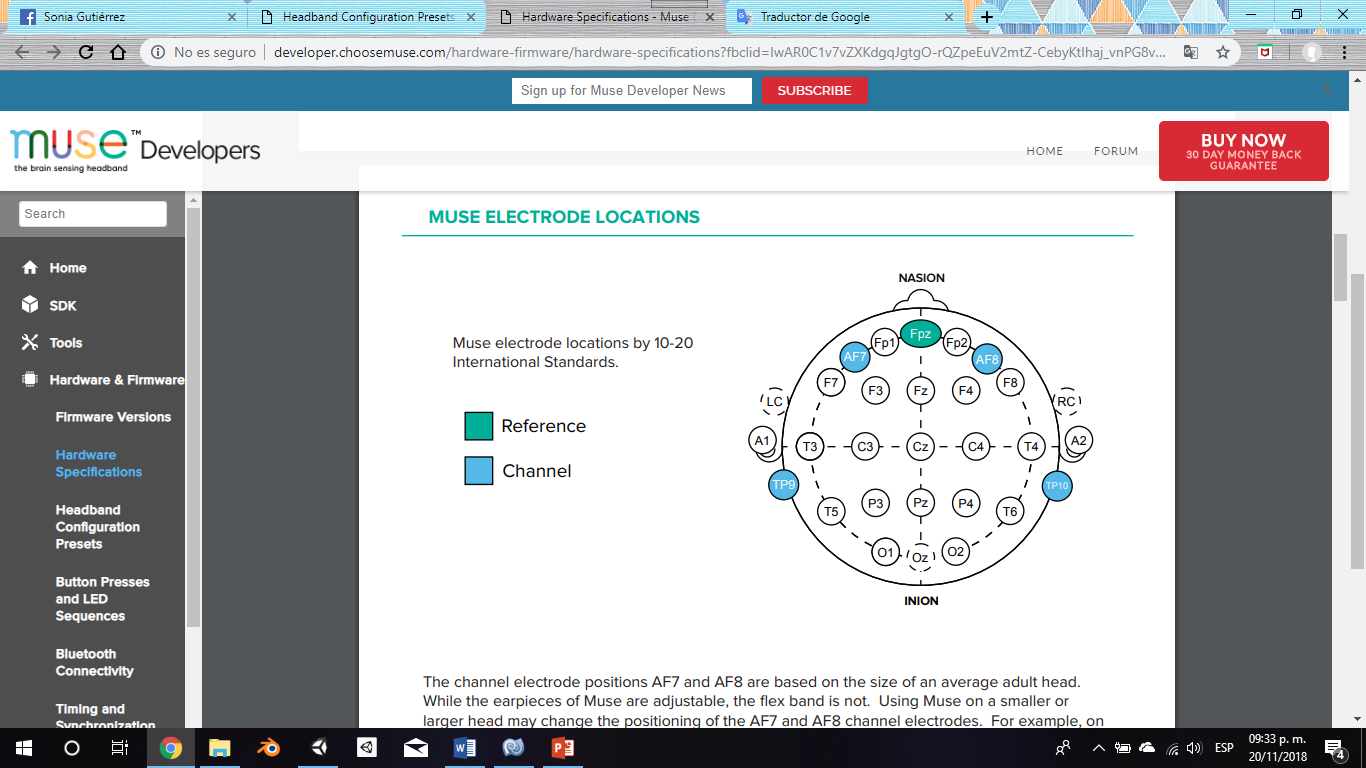 Sonia Gutiérrez
Headband Configuration Presets
Hardware Specifications - Muse
Traductor de Google
No es seguro
developer.choosemuse.com/hardware-firmware/hardware-specifications?fbclid=IwAR0C1v7vZXKdgqJgtgO-rQZpeEuV2mtZ-CebyKtlhaj_vnPG8v...
Sign up for Muse Developer News
SUBSCRIBE
muse™ Developers
the brain sensing headband
HOME
FORUM
BUY NOW
30 DAY MONEY BACK
GUARANTEE
Search
Home
SDK
Tools
Hardware & Firmware
Firmware Versions
Hardware
Specifications
Headband
Configuration
Presets
Button Presses
and LED
Sequences
Bluetooth
Connectivity
Timing and
Synchronization
MUSE ELECTRODE LOCATIONS
Muse electrode locations by 10-20
International Standards.
Reference
Channel
NASION
Fp1 Fpz Fp2
AF7 AF8
F7 F3 Fz F4 F8
LC RC
A1 T3 C3 Cz C4 T4 A2
TP9 TP10
T5 P3 Pz P4 T6
O1 Oz O2
INION
The channel electrode positions AF7 and AF8 are based on the size of an average adult head.
While the earpieces of Muse are adjustable, the flex band is not. Using Muse on a smaller or
larger head may change the positioning of the AF7 and AF8 channel electrodes. For example, on
ESP
09:33 p. m.
20/11/2018
4